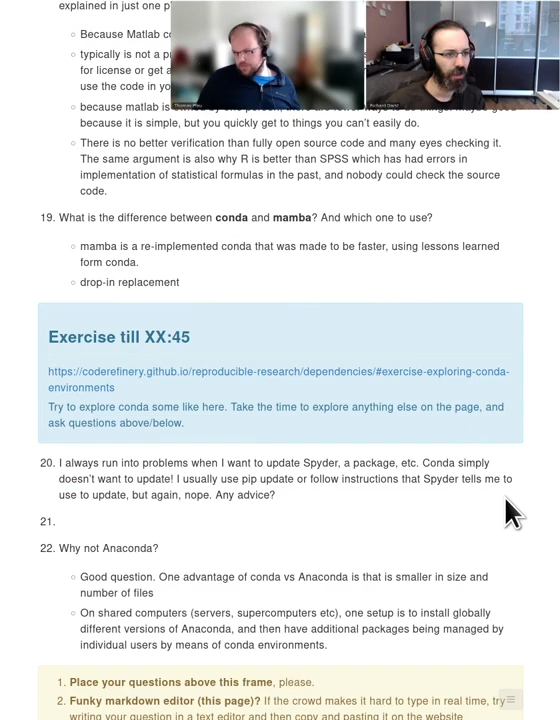 explained in just one p
Because Matlab co
typically is not a pr
for license or get a
use the code in yo
because matlab is
because it is simple, but you quickly get to things you can't easily do.
There is no better verification than fully open source code and many eyes checking it.
The same argument is also why R is better than SPSS which has had errors in
implementation of statistical formulas in the past, and nobody could check the source
code.
19. What is the difference between conda and mamba? And which one to use?
mamba is a re-implemented conda that was made to be faster, using lessons learned
form conda.
drop-in replacement
Exercise till XX:45
https://coderefinery.github.io/reproducible-research/dependencies/#exercise-exploring-conda-
environments
Try to explore conda some like here. Take the time to explore anything else on the page, and
ask questions above/below.
20. I always run into problems when I want to update Spyder, a package, etc. Conda simply
doesn't want to update! I usually use pip update or follow instructions that Spyder tells me to
use to update, but again, nope. Any advice?
21.
22. Why not Anaconda?
Good question. One advantage of conda vs Anaconda is that is smaller in size and
number of files
On shared computers (servers, supercomputers etc), one setup is to install globally
different versions of Anaconda, and then have additional packages being managed by
individual users by means of conda environments.
1. Place your questions above this frame, please.
2. Funky markdown editor (this page)? If the crowd makes it hard to type in real time, try
writing your question in a text editor and then copy and pasting it on the website